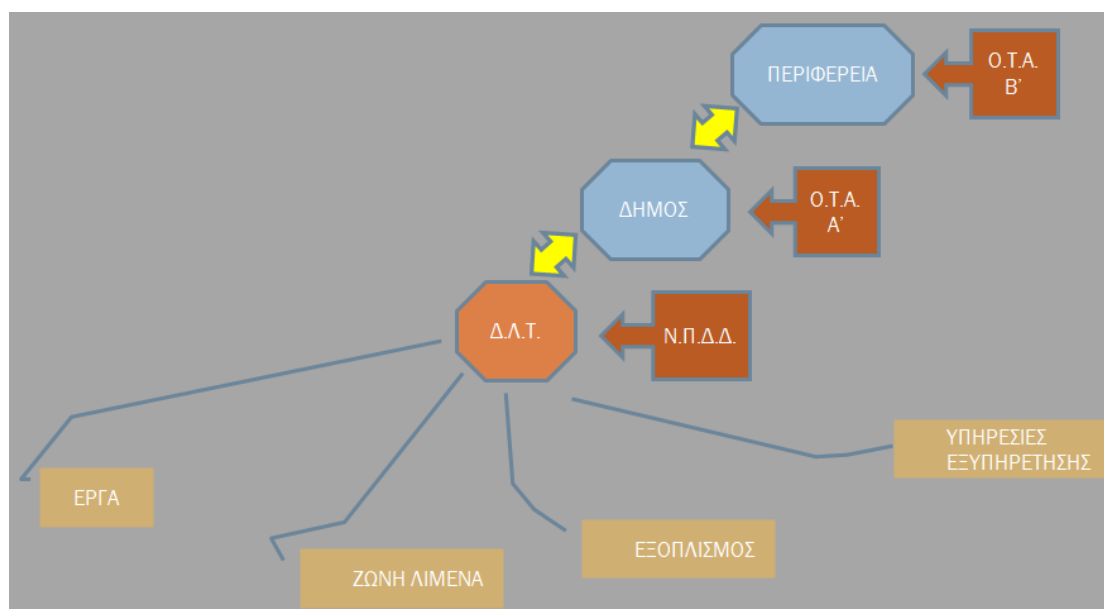 ΠΕΡΙΦΕΡΕΙΑ
Ο.Τ.Α.
Β’
ΔΗΜΟΣ
Ο.Τ.Α.
Α’
Δ.Λ.Τ.
Ν.Π.Δ.Δ.
ΥΠΗΡΕΣΙΕΣ
ΕΞΥΠΗΡΕΤΗΣΗΣ
ΕΡΓΑ
ΕΞΟΠΛΙΣΜΟΣ
ΖΩΝΗ ΛΙΜΕΝΑ